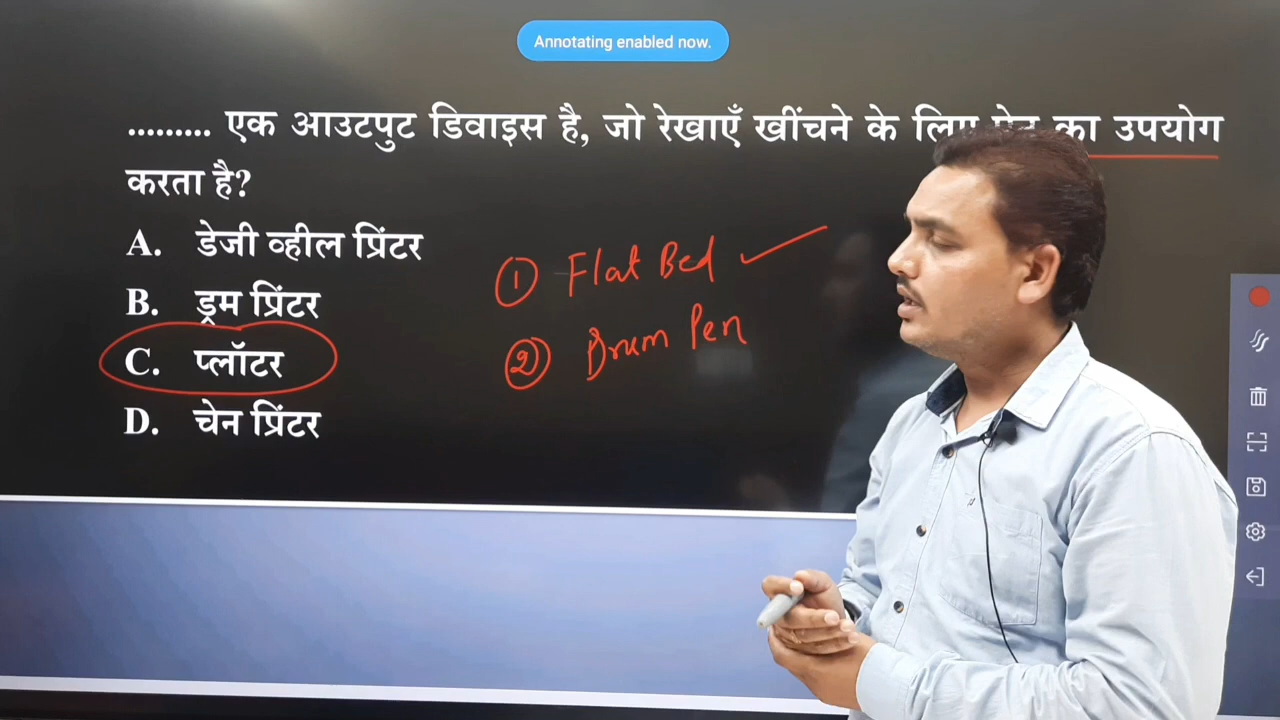 Annotating enabled now.
......... एक आउटपुट डिवाइस है, जो रेखाएँ खींचने के लिए का उपयोग
करता है?
A. डेजी व्हील प्रिंटर
B. ड्रम प्रिंटर
C. प्लॉटर
D. चेन प्रिंटर
① Flat Bed ✓
② Drum Pen